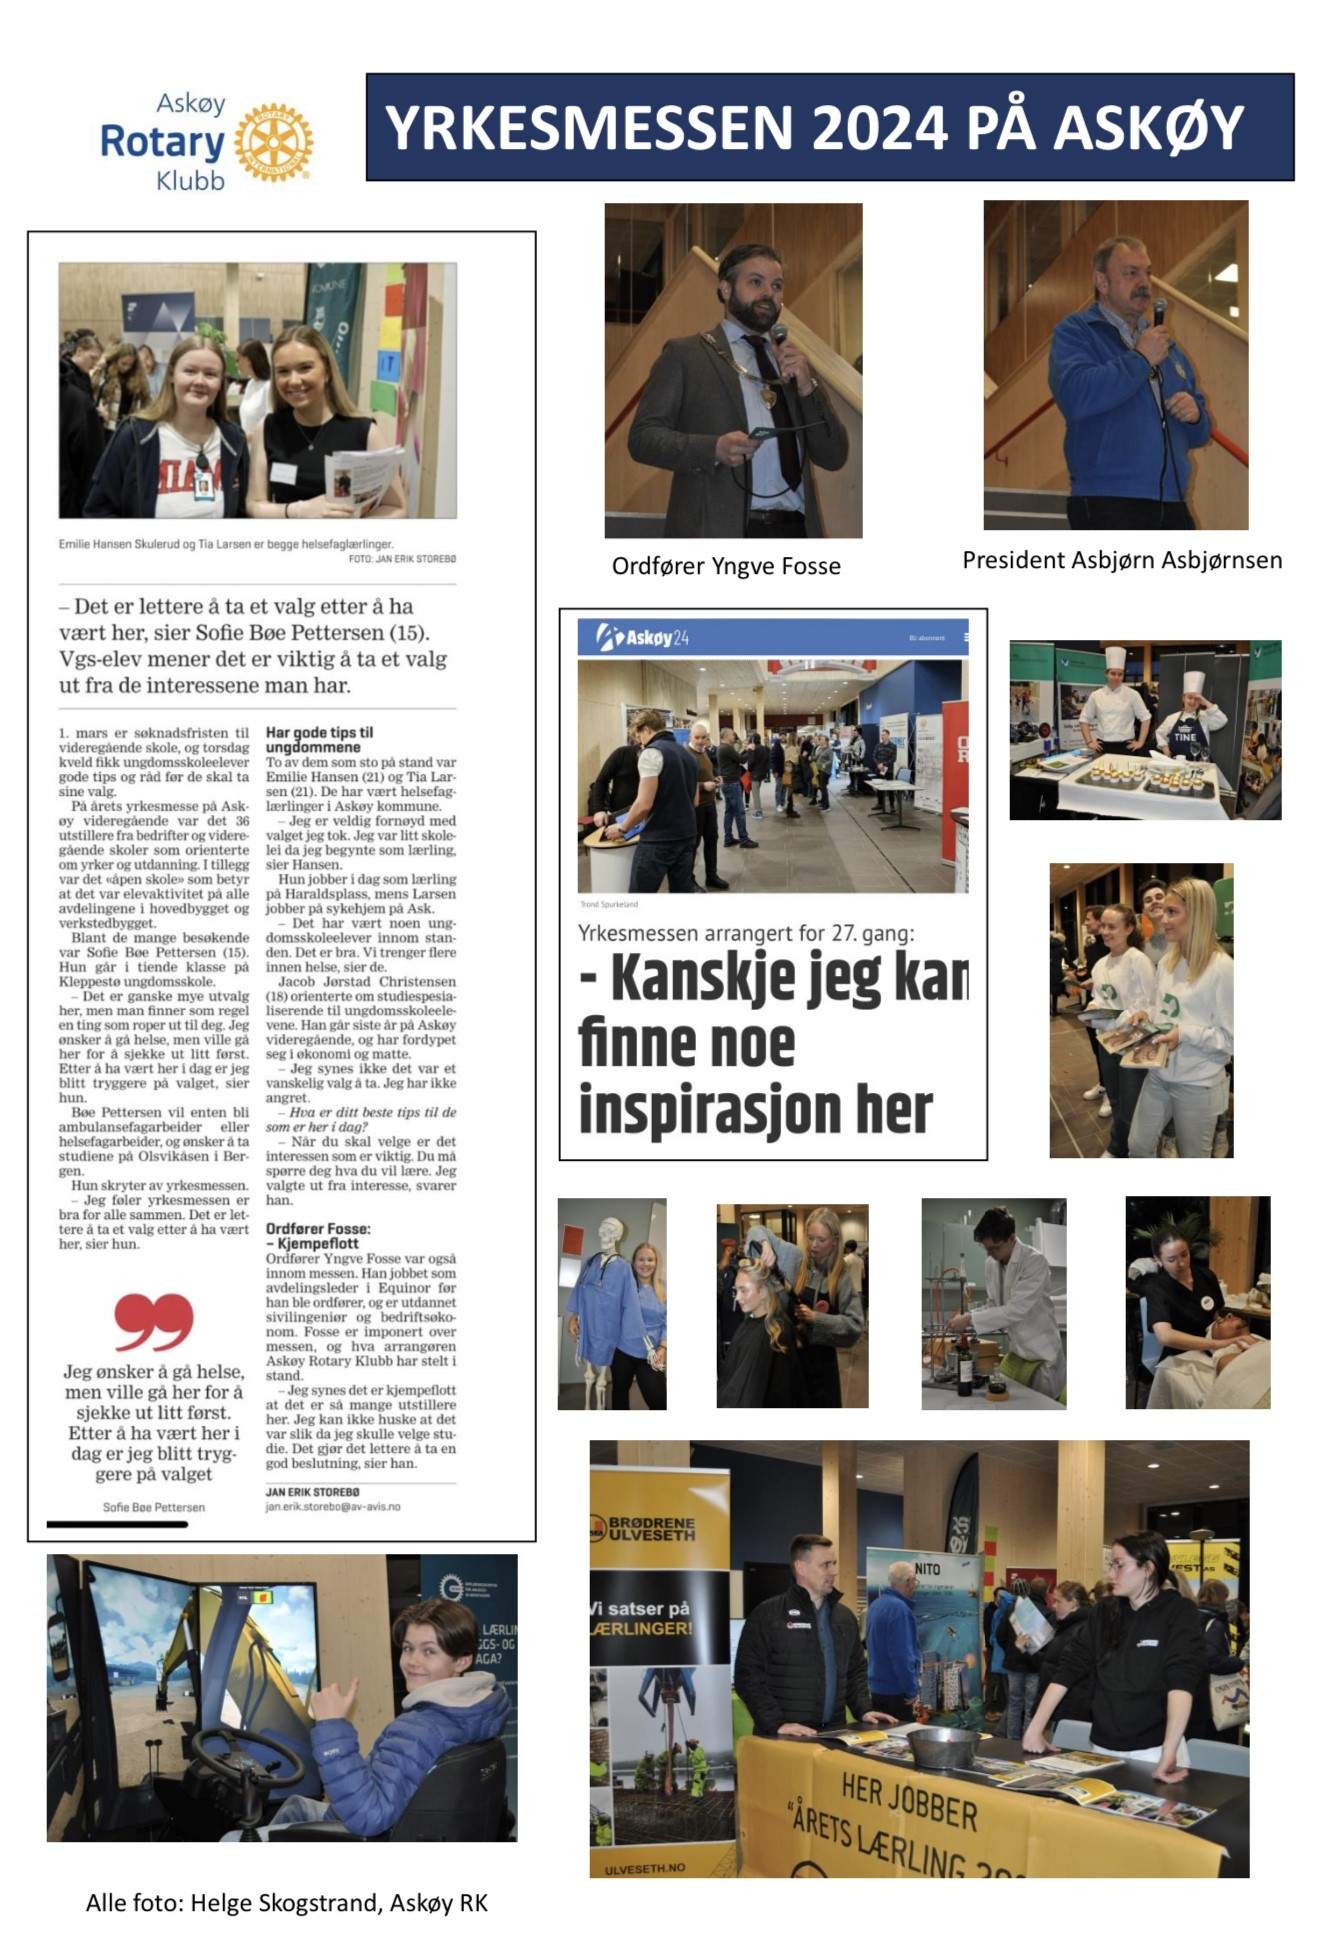 Askøy
Rotary
Klubb
YRKESMESSEN 2024 PÅ ASKØY
IT
Emilie Hansen Skulerud og Tia Larsen er begge helsefaglærlinger.
FOTO: JAN ERIK STOREBØ
– Det er lettere å ta et valg etter å ha
vært her, sier Sofie Bøe Pettersen (15).
Vgs-elev mener det er viktig å ta et valg
ut fra de interessene man har.
1. mars er søknadsfristen til
videregående skole, og torsdag
kveld fikk ungdomsskoleelever
gode tips og råd før de skal ta
sine valg.
På årets yrkesmesse på Ask-
øy videregående var det 36
utstillere fra bedrifter og videre-
gående skoler som orienterte
om yrker og utdanning. I tillegg
var det «åpen skole» som betyr
at det var elevaktivitet på alle
avdelingene i hovedbygget og
verkstedbygget.
Blant de mange besøkende
var Sofie Bøe Pettersen (15).
Hun går i tiende klasse på
Kleppestø ungdomsskole.
– Det er ganske mye utvalg
her, men man finner som regel
en ting som roper ut til deg. Jeg
ønsker å gå helse, men ville gå
her for å sjekke ut litt først.
Etter å ha vært her i dag er jeg
blitt tryggere på valget, sier
hun.
Bøe Pettersen vil enten bli
ambulansefagarbeider eller
helsefagarbeider, og ønsker å ta
studiene på Olsvikåsen i Ber-
gen.
Hun skryter av yrkesmessen.
– Jeg føler yrkesmessen er
bra for alle sammen. Det er let-
tere å ta et valg etter å ha vært
her, sier hun.
Jeg ønsker å gå helse,
men ville gå her for å
sjekke ut litt først.
Etter å ha vært her i
dag er jeg blitt tryg-
gere på valget
Sofie Bøe Pettersen
Har gode tips til
ungdommene
To av dem som sto på stand var
Emilie Hansen (21) og Tia Lar-
sen (21). De har vært helsefag-
lærlinger i Askøy kommune.
– Jeg er veldig fornøyd med
valget jeg tok. Jeg var litt skole-
lei da jeg begynte som lærling,
sier Hansen.
Hun jobber i dag som lærling
på Haraldsplass, mens Larsen
jobber på sykehjem på Ask.
– Det har vært noen ung-
domsskoleelever innom stan-
den. Det er bra. Vi trenger flere
innen helse, sier de.
Jacob Jørstad Christensen
(18) orienterte om studiespesia-
liserende til ungdomsskoleele-
vene. Han går siste år på Askøy
videregående, og har fordypet
seg i økonomi og matte.
– Jeg synes ikke det var et
vanskelig valg å ta. Jeg har ikke
angret.
– Hva er ditt beste tips til de
som er her i dag?
– Når du skal velge er det
interessen som er viktig. Du må
spørre deg hva du vil lære. Jeg
valgte ut fra interesse, svarer
han.
Ordfører Fosse:
– Kjempeflott
Ordfører Yngve Fosse var også
innom messen. Han jobbet som
avdelingsleder i Equinor før
han ble ordfører, og er utdannet
sivilingeniør og bedriftsøko-
nom. Fosse er imponert over
messen, og hva arrangøren
Askøy Rotary Klubb har stelt i
stand.
– Jeg synes det er kjempeflott
at det er så mange utstillere
her. Jeg kan ikke huske at det
var slik da jeg skulle velge stu-
die. Det gjør det lettere å ta en
god beslutning, sier han.
JAN ERIK STOREBØ
jan.erik.storebo@av-avis.no
Ordfører Yngve Fosse
President Asbjørn Asbjørnsen
Askøy24
Bli abonnent
Trond Spurkeland
Yrkesmessen arrangert for 27. gang:
- Kanskje jeg kan
finne noe
inspirasjon her
TINE
BRØDRENE
ULVESETH
Vi satser på
LÆRLINGER!
ULVESETH.NO
NITO
HER JOBBER
"ÅRETS LÆRLING
Alle foto: Helge Skogstrand, Askøy RK